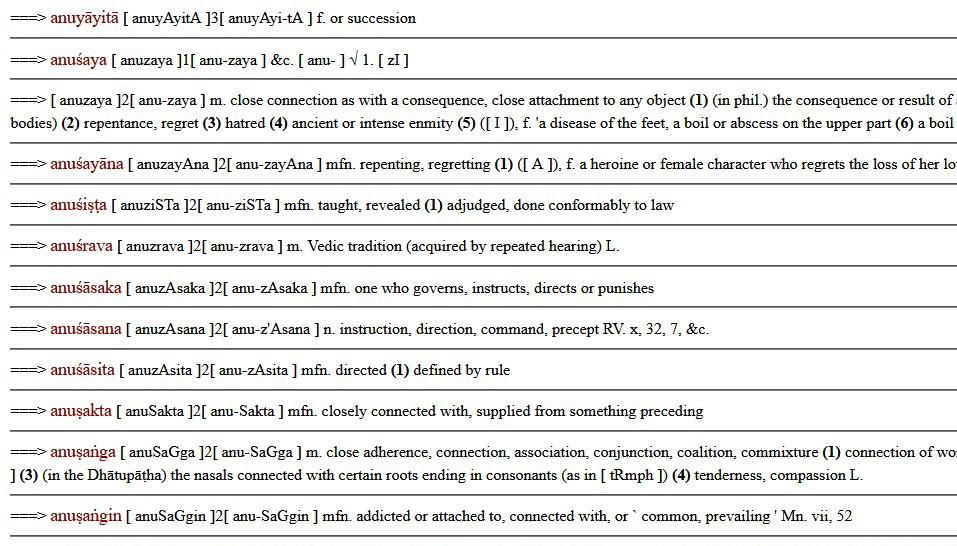 ===> anuyāyitā [ anuyAyitA ]3[ anuyAyi-tA ] f. or succession
===> anuśaya [ anuzaya ]1[ anu-zaya ] &c. [ anu- ] √ 1. [ zI ]
===> [ anuzaya ]2[ anu-zaya ] m. close connection as with a consequence, close attachment to any object (1) (in phil.) the consequence or result of
bodies) (2) repentance, regret (3) hatred (4) ancient or intense enmity (5) ([ I ]), f. 'a disease of the feet, a boil or abscess on the upper part (6) a boil
===> anuśayāna [ anuzayAna ]2[ anu-zayAna ] mfn. repenting, regretting (1) ([ A ]), f. a heroine or female character who regrets the loss of her lo
===> anuśiṣṭa [ anuziSTa ]2[ anu-ziSTa ] mfn. taught, revealed (1) adjudged, done conformably to law
===> anuśrava [ anuzrava ]2[ anu-zrava ] m. Vedic tradition (acquired by repeated hearing) L.
===> anuśāsaka [ anuzAsaka ]2[ anu-zAsaka ] mfn. one who governs, instructs, directs or punishes
===> anuśāsana [ anuzAsana ]2[ anu-z'Asana ] n. instruction, direction, command, precept RV. x, 32, 7, &c.
===> anuśāsita [ anuzAsita ]2[ anu-zAsita ] mfn. directed (1) defined by rule
===> anuṣakta [ anuSakta ]2[ anu-Sakta ] mfn. closely connected with, supplied from something preceding
===> anuṣaṅga [ anuSaGga ]2[ anu-SaGga ] m. close adherence, connection, association, conjunction, coalition, commixture (1) connection of wo
] (3) (in the Dhātupāṭha) the nasals connected with certain roots ending in consonants (as in [ tRmph ]) (4) tenderness, compassion L.
===> anuṣaṅgin [ anuSaGgin ]2[ anu-SaGgin ] mfn. addicted or attached to, connected with, or ` common, prevailing ' Mn. vii, 52